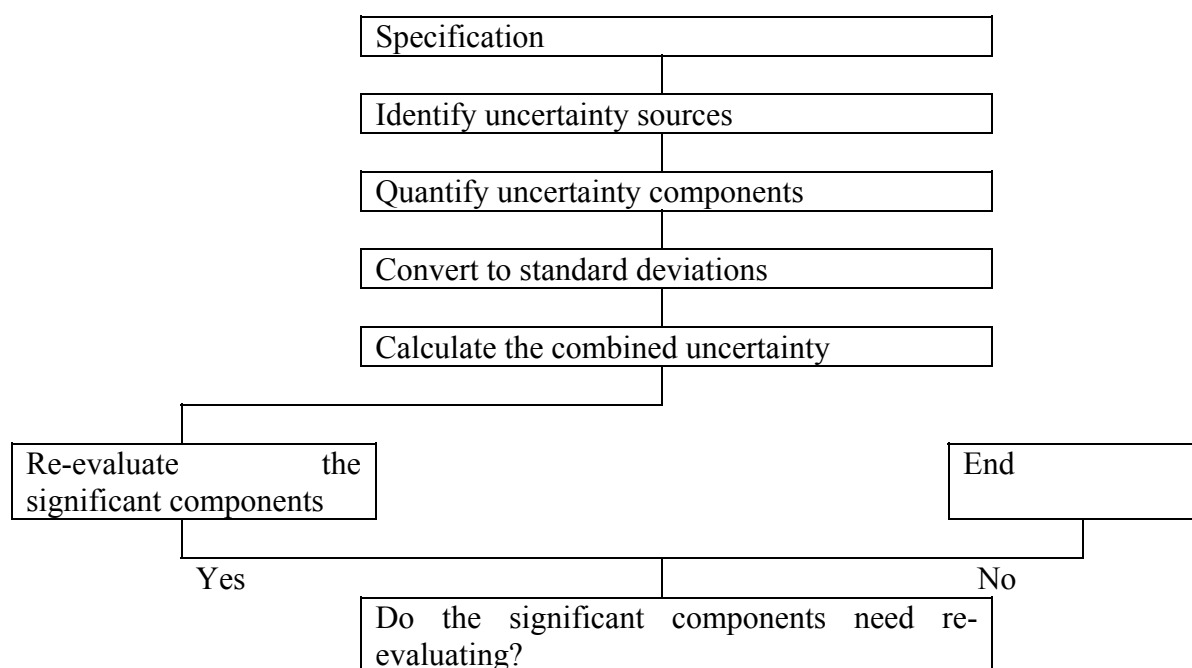 Specification
Identify uncertainty sources
Quantify uncertainty components
Convert to standard deviations
Calculate the combined uncertainty
Re-evaluate the
significant components
End
Yes
No
Do the significant components need re-
evaluating?